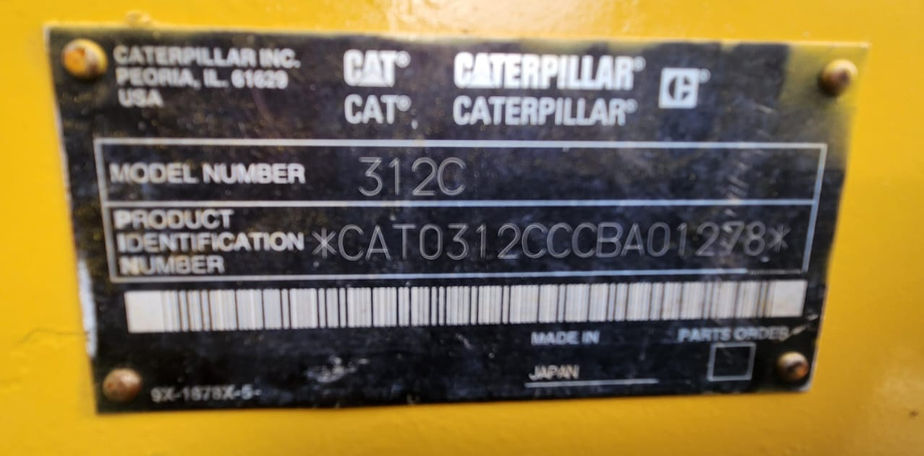 CATERPILLAR INC.
PEORIA, IL. 61629
USA
CAT® CATERPILLAR®
CAT® CATERPILLAR®
MODEL NUMBER 312C
PRODUCT
IDENTIFICATION
NUMBER
*CAT0312CCCBA01278*
MADE IN
JAPAN
PARTS ORDER